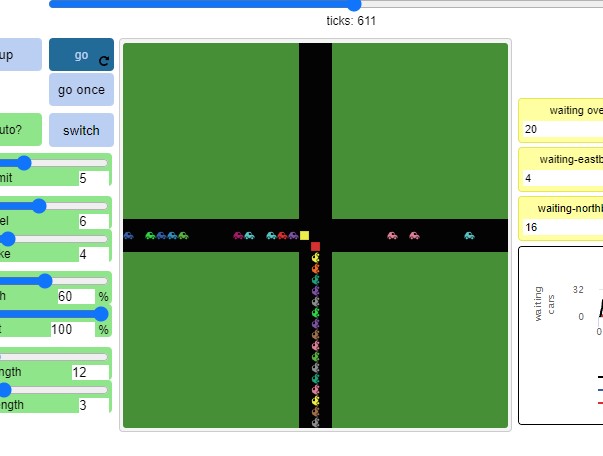 ticks: 611
up
go
go once
uto?
switch
waiting ove
20
mit
5
waiting-eastb
4
el
6
waiting-northb
16
ke
4
h
60
%
t
100
%
waiting
cars
32
0
0
ngth
12
ngth
3